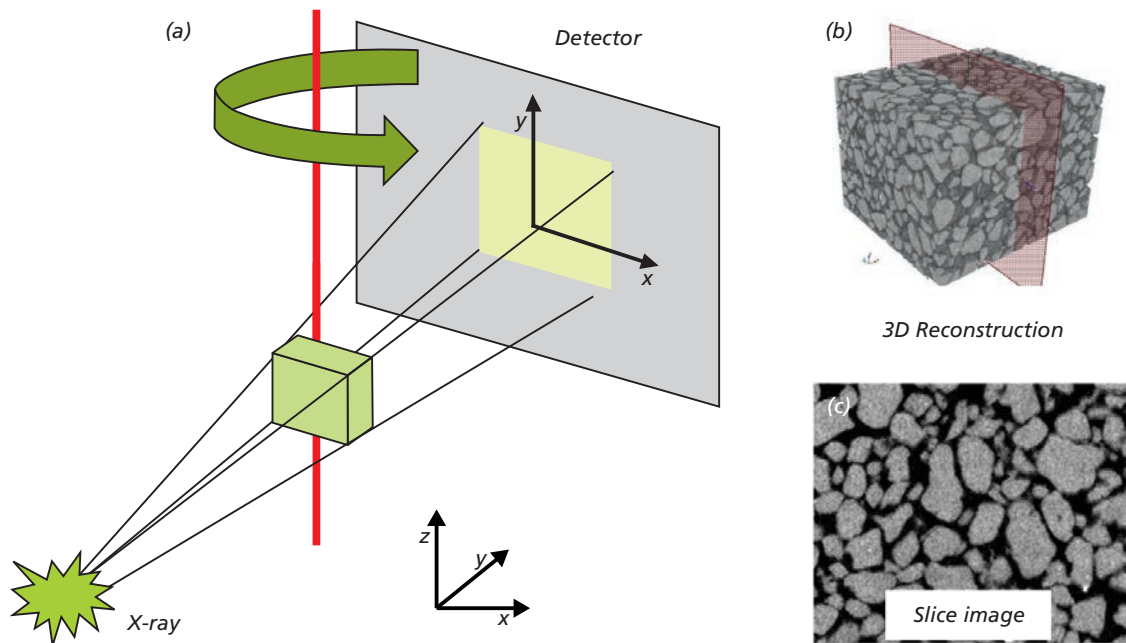 (a)
Detector
y
x
X-ray
z
y
x
(b)
3D Reconstruction
(c)
Slice image